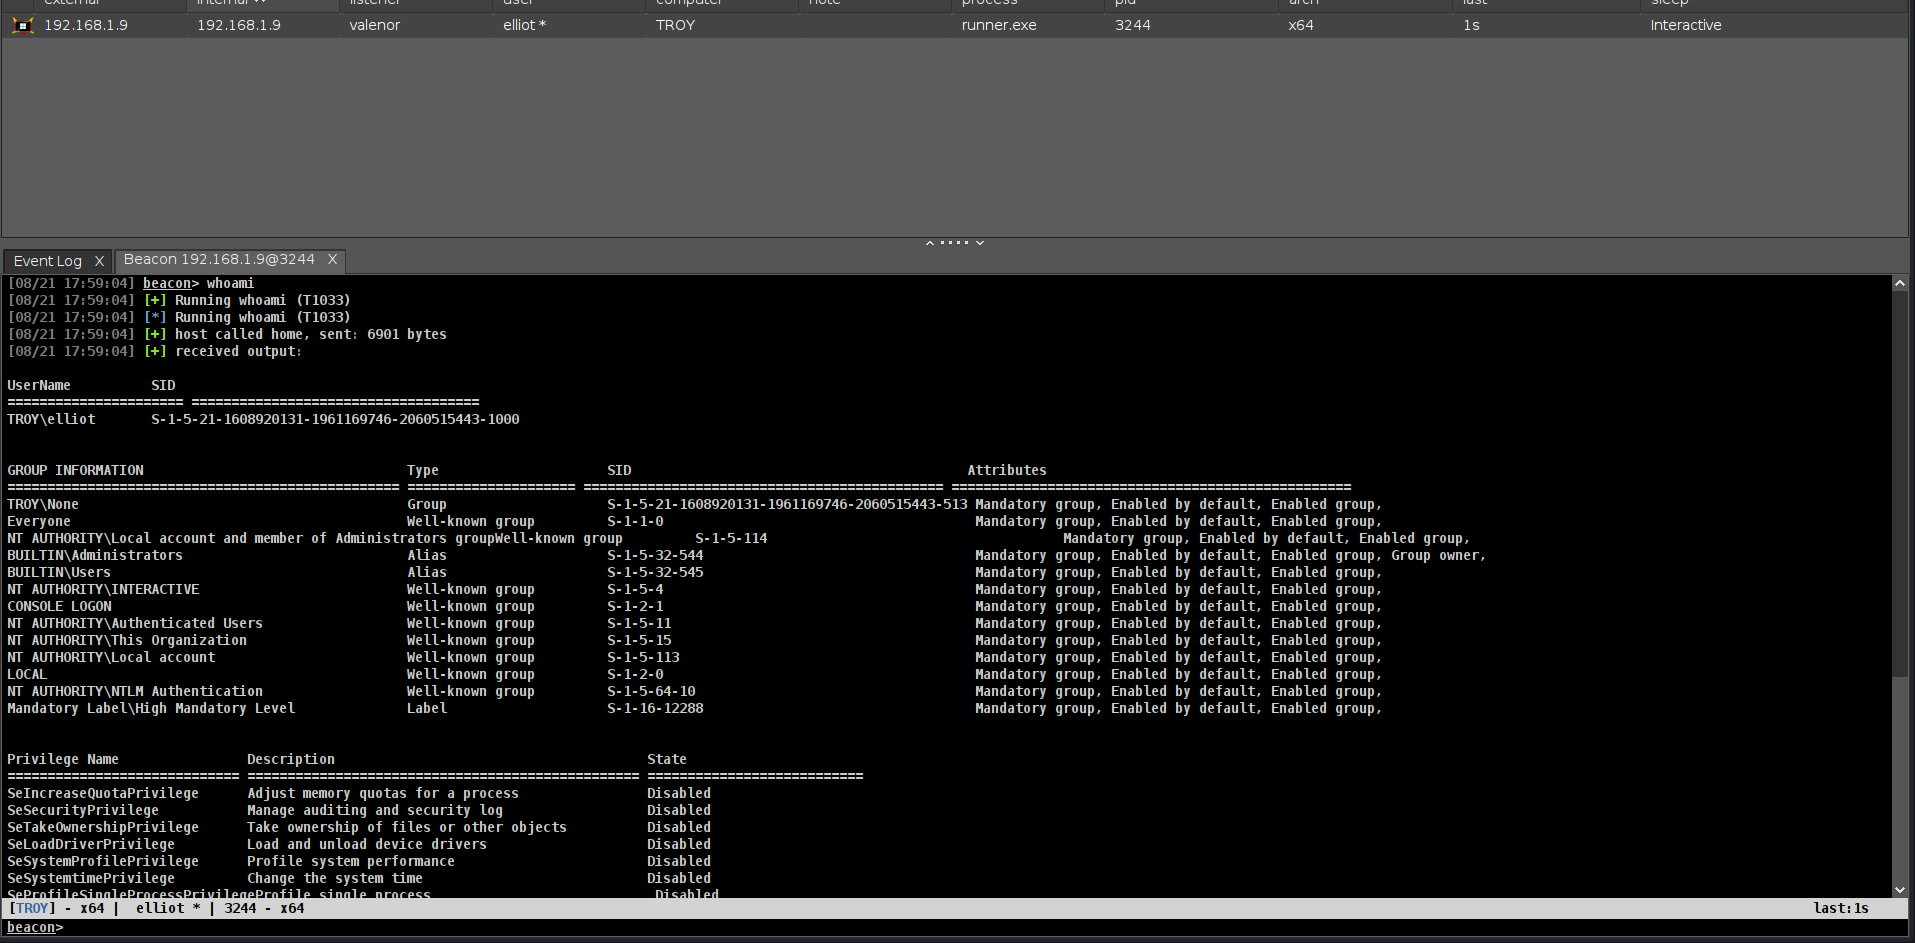 external internal listener user computer note process pid arch last sleep
192.168.1.9 192.168.1.9 valenor elliot * TROY runner.exe 3244 x64 1s Interactive
Event Log X Beacon 192.168.1.9@3244 X
[08/21 17:59:04] beacon> whoami
[08/21 17:59:04] [+] Running whoami (T1033)
[08/21 17:59:04] [*] Running whoami (T1033)
[08/21 17:59:04] [+] host called home, sent: 6901 bytes
[08/21 17:59:04] [+] received output:
UserName SID
====================== ====================================
TROY\elliot S-1-5-21-1608920131-1961169746-2060515443-1000
GROUP INFORMATION Type SID Attributes
================================================= ===================== ============================================= ==================================================
TROY\None Group S-1-5-21-1608920131-1961169746-2060515443-513 Mandatory group, Enabled by default, Enabled group,
Everyone Well-known group S-1-1-0 Mandatory group, Enabled by default, Enabled group,
NT AUTHORITY\Local account and member of Administrators groupWell-known group S-1-5-114 Mandatory group, Enabled by default, Enabled group,
BUILTIN\Administrators Alias S-1-5-32-544 Mandatory group, Enabled by default, Enabled group, Group owner,
BUILTIN\Users Alias S-1-5-32-545 Mandatory group, Enabled by default, Enabled group,
NT AUTHORITY\INTERACTIVE Well-known group S-1-5-4 Mandatory group, Enabled by default, Enabled group,
CONSOLE LOGON Well-known group S-1-2-1 Mandatory group, Enabled by default, Enabled group,
NT AUTHORITY\Authenticated Users Well-known group S-1-5-11 Mandatory group, Enabled by default, Enabled group,
NT AUTHORITY\This Organization Well-known group S-1-5-15 Mandatory group, Enabled by default, Enabled group,
NT AUTHORITY\Local account Well-known group S-1-5-113 Mandatory group, Enabled by default, Enabled group,
LOCAL Well-known group S-1-2-0 Mandatory group, Enabled by default, Enabled group,
NT AUTHORITY\NTLM Authentication Well-known group S-1-5-64-10 Mandatory group, Enabled by default, Enabled group,
Mandatory Label\High Mandatory Level Label S-1-16-12288 Mandatory group, Enabled by default, Enabled group,
Privilege Name Description State
============================= ================================================= ===========================
SeIncreaseQuotaPrivilege Adjust memory quotas for a process Disabled
SeSecurityPrivilege Manage auditing and security log Disabled
SeTakeOwnershipPrivilege Take ownership of files or other objects Disabled
SeLoadDriverPrivilege Load and unload device drivers Disabled
SeSystemProfilePrivilege Profile system performance Disabled
SeSystemtimePrivilege Change the system time Disabled
SeProfileSingleProcessPrivilegeProfile single process Disabled
[TROY] - x64 | elliot * | 3244 - x64 last:1s
beacon>